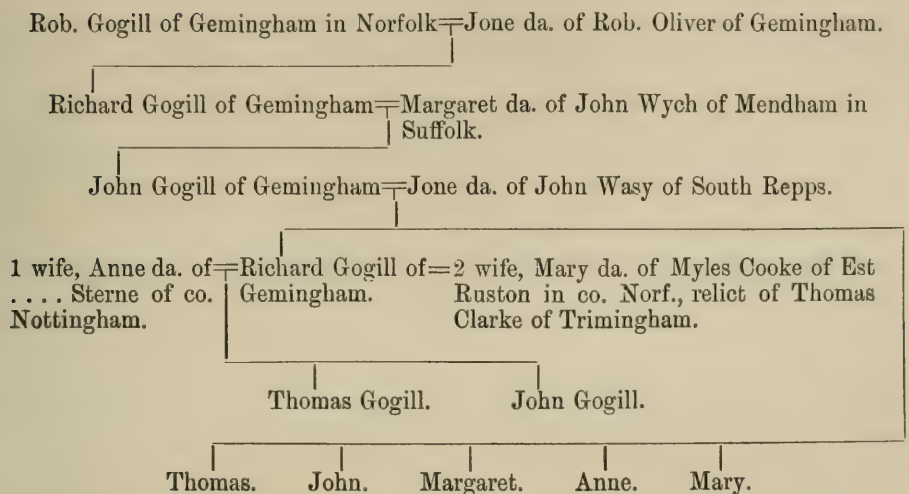 Rob. Gogill of Gemingham in Norfolk=Jone da. of Rob. Oliver of Gemingham.
Richard Gogill of Gemingham=Margaret da. of John Wych of Mendham in
Suffolk.
John Gogill of Gemingham=Jone da. of John Wasy of South Repps.
1 wife, Anne da. of=Richard Gogill of=2 wife, Mary da. of Myles Cooke of Est
. . . . Sterne of co. Gemingham. Ruston in co. Norf., relict of Thomas
Nottingham. Clarke of Trimingham.
Thomas Gogill. John Gogill.
Thomas. John. Margaret. Anne. Mary.